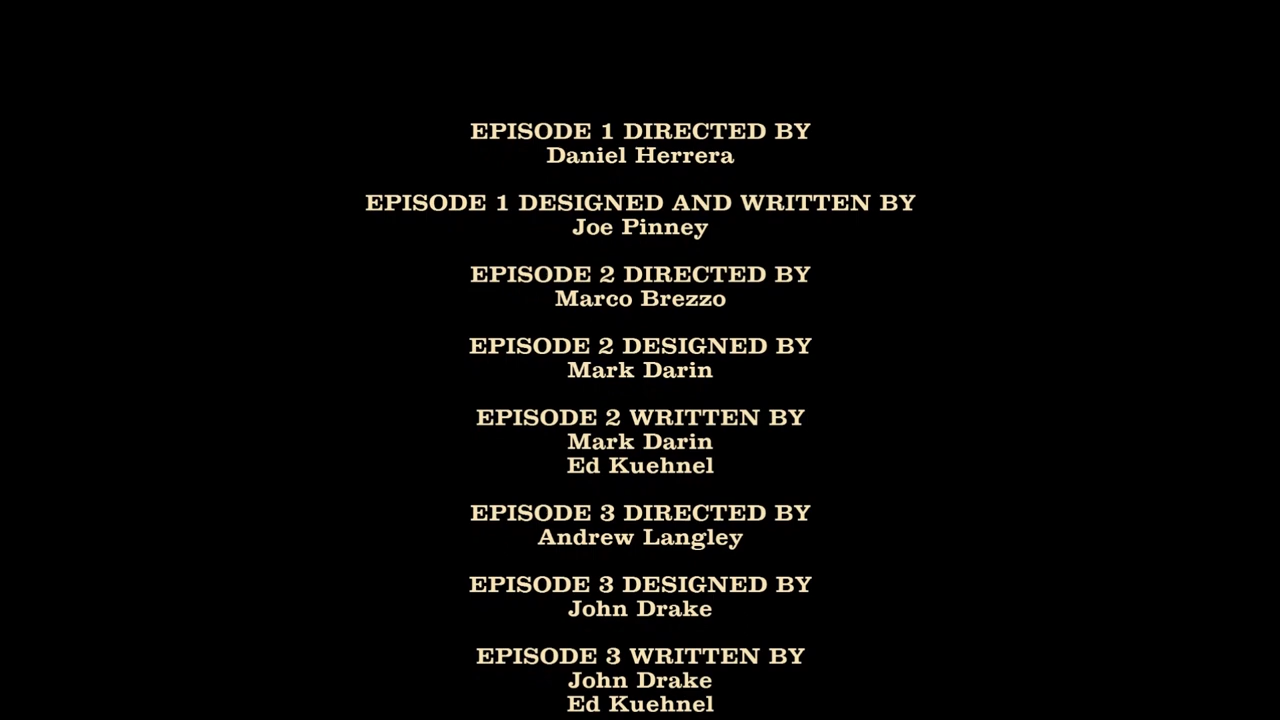 EPISODE 1 DIRECTED BY
Daniel Herrera
EPISODE 1 DESIGNED AND WRITTEN BY
Joe Pinney
EPISODE 2 DIRECTED BY
Marco Brezzo
EPISODE 2 DESIGNED BY
Mark Darin
EPISODE 2 WRITTEN BY
Mark Darin
Ed Kuehnel
EPISODE 3 DIRECTED BY
Andrew Langley
EPISODE 3 DESIGNED BY
John Drake
EPISODE 3 WRITTEN BY
John Drake
Ed Kuehnel